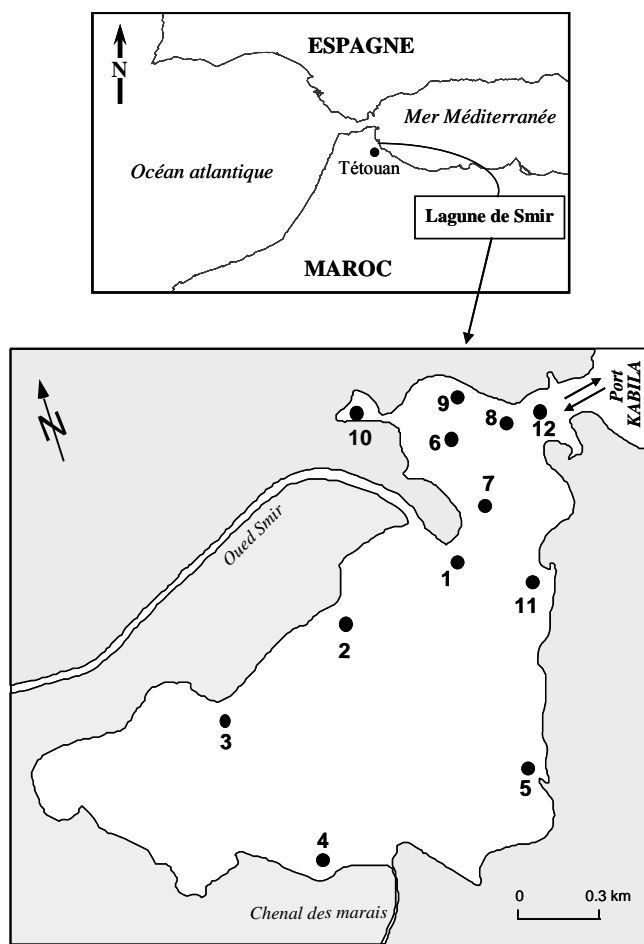 ESPAGNE
N
Mer Méditerranée
Océan atlantique
Tétouan
Lagune de Smir
MAROC
N
Port
KABILA
9
10
8
12
6
7
Oued Smir
1
11
2
3
5
4
0 0.3 km
Chenal des marais